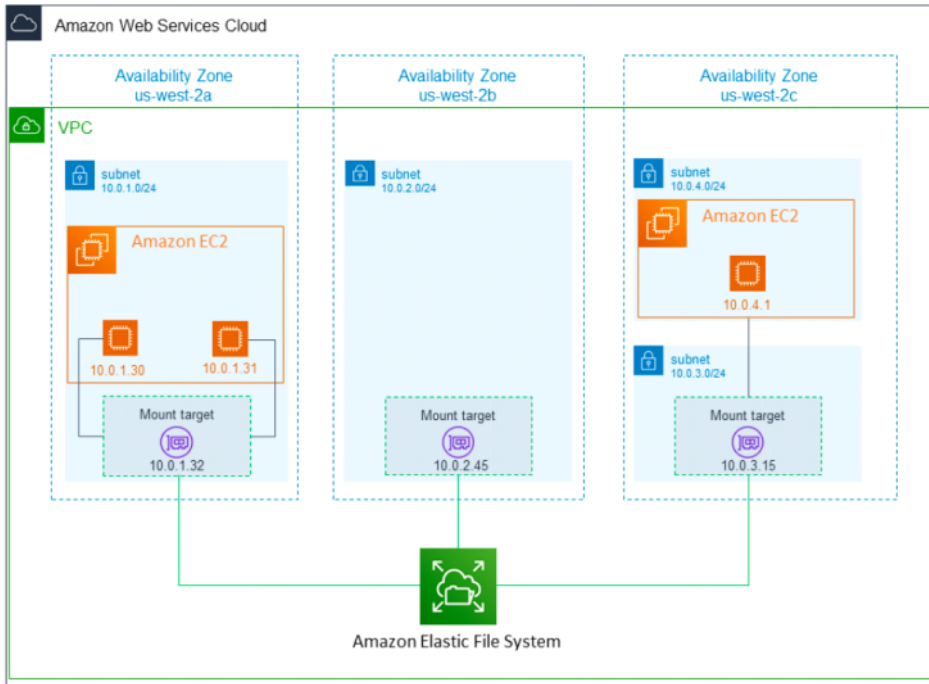 Amazon Web Services Cloud
Availability Zone
us-west-2a
Availability Zone
us-west-2b
Availability Zone
us-west-2c
VPC
subnet
10.0.1.0/24
subnet
10.0.2.0/24
subnet
10.0.4.0/24
Amazon EC2
Amazon EC2
10.0.4.1
10.0.1.30
10.0.1.31
subnet
10.0.3.0/24
Mount target
10.0.1.32
Mount target
10.0.2.45
Mount target
10.0.3.15
Amazon Elastic File System